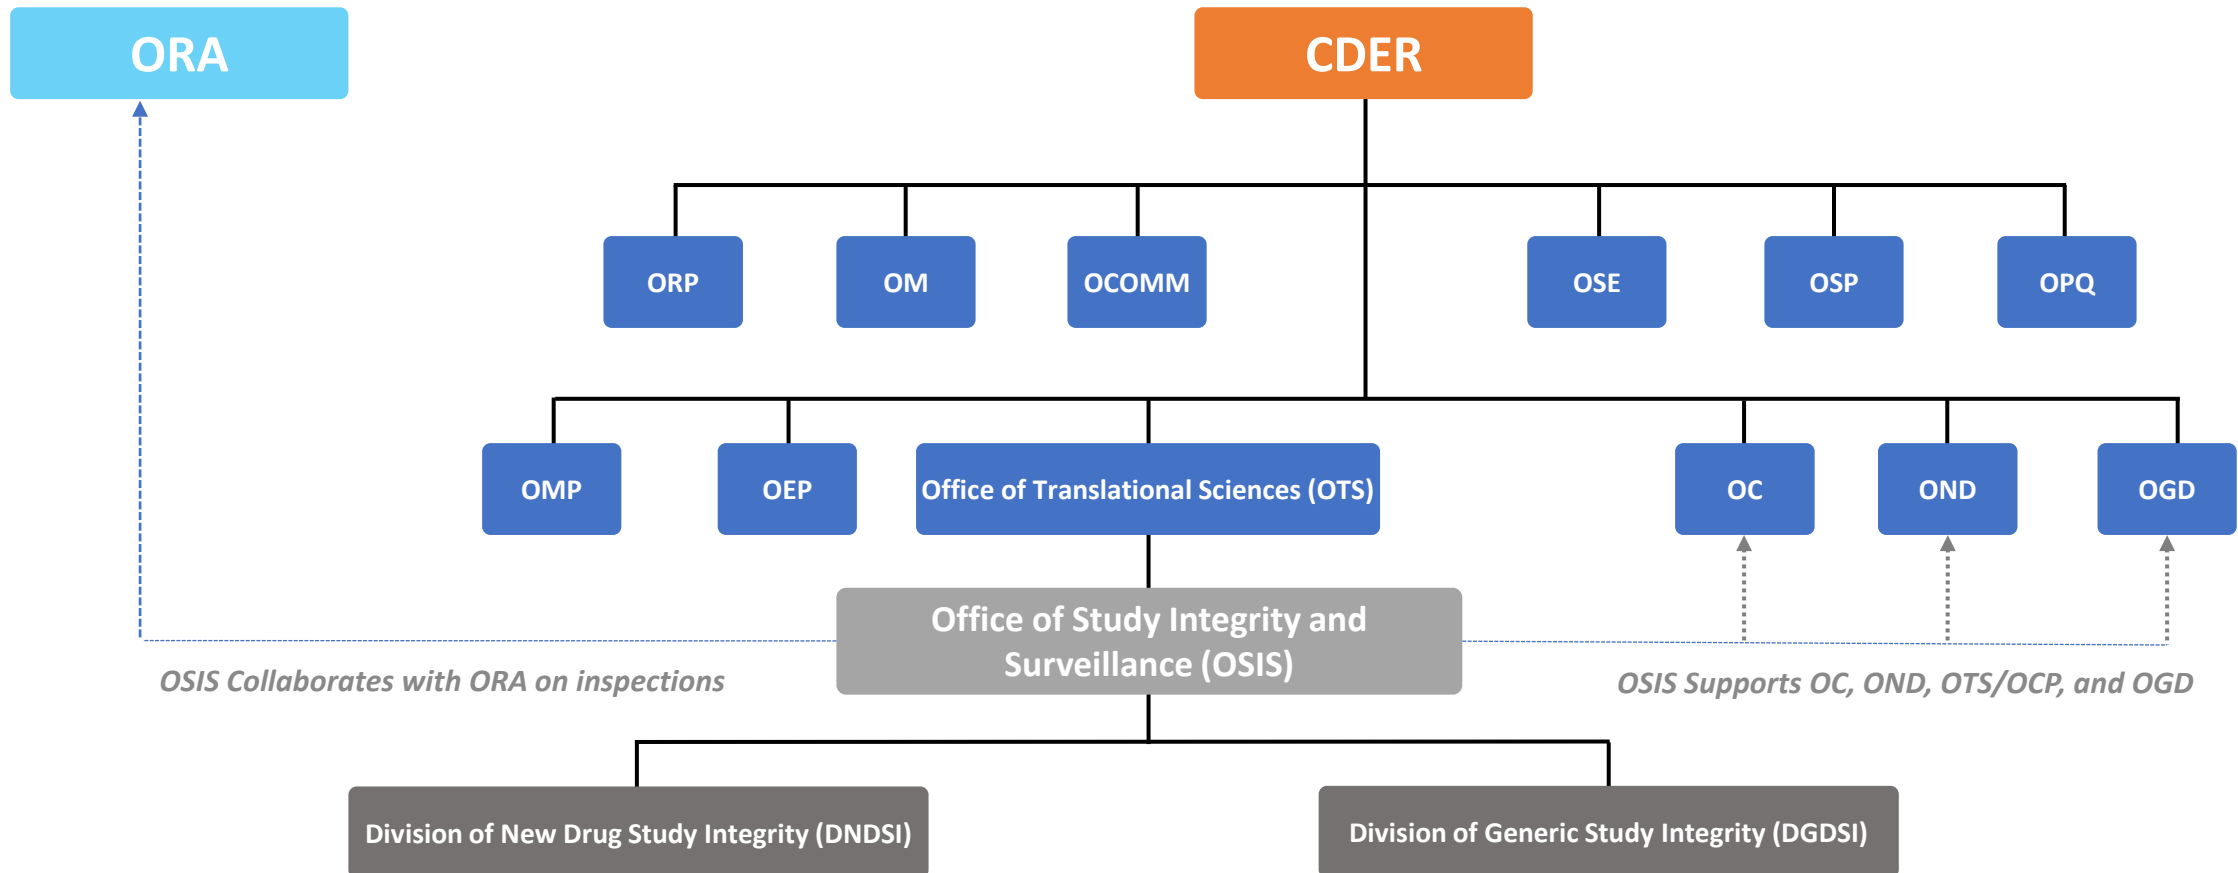 ORA
CDER
ORP
OM
OCOMM
OSE
OSP
OPQ
OMP
OEP
Office of Translational Sciences (OTS)
OC
OND
OGD
Office of Study Integrity and
Surveillance (OSIS)
OSIS Collaborates with ORA on inspections
OSIS Supports OC, OND, OTS/OCP, and OGD
Division of New Drug Study Integrity (DNDSI)
Division of Generic Study Integrity (DGDSI)